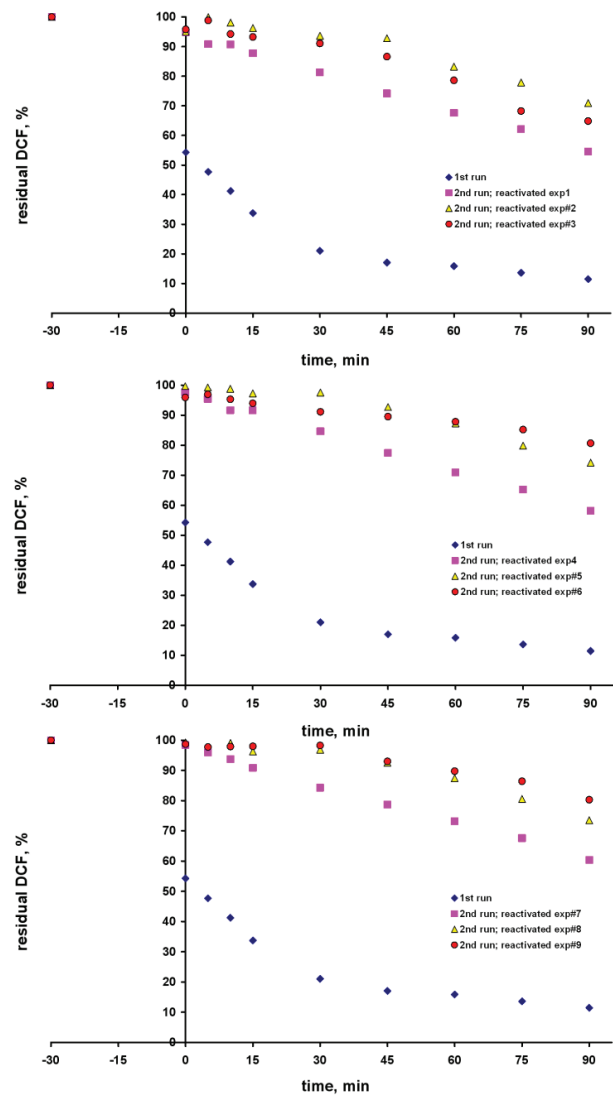 residual DCF, %
100
90
80
70
60
50
40
30
20
10
0
1st run
2nd run; reactivated exp1
2nd run; reactivated exp#2
2nd run; reactivated exp#3
-30 -15 0 15 30 45 60 75 90
time, min
residual DCF, %
100
90
80
70
60
50
40
30
20
10
0
1st run
2nd run; reactivated exp4
2nd run; reactivated exp#5
2nd run; reactivated exp#6
-30 -15 0 15 30 45 60 75 90
time, min
residual DCF, %
100
90
80
70
60
50
40
30
20
10
0
1st run
2nd run; reactivated exp#7
2nd run; reactivated exp#8
2nd run; reactivated exp#9
-30 -15 0 15 30 45 60 75 90
time, min